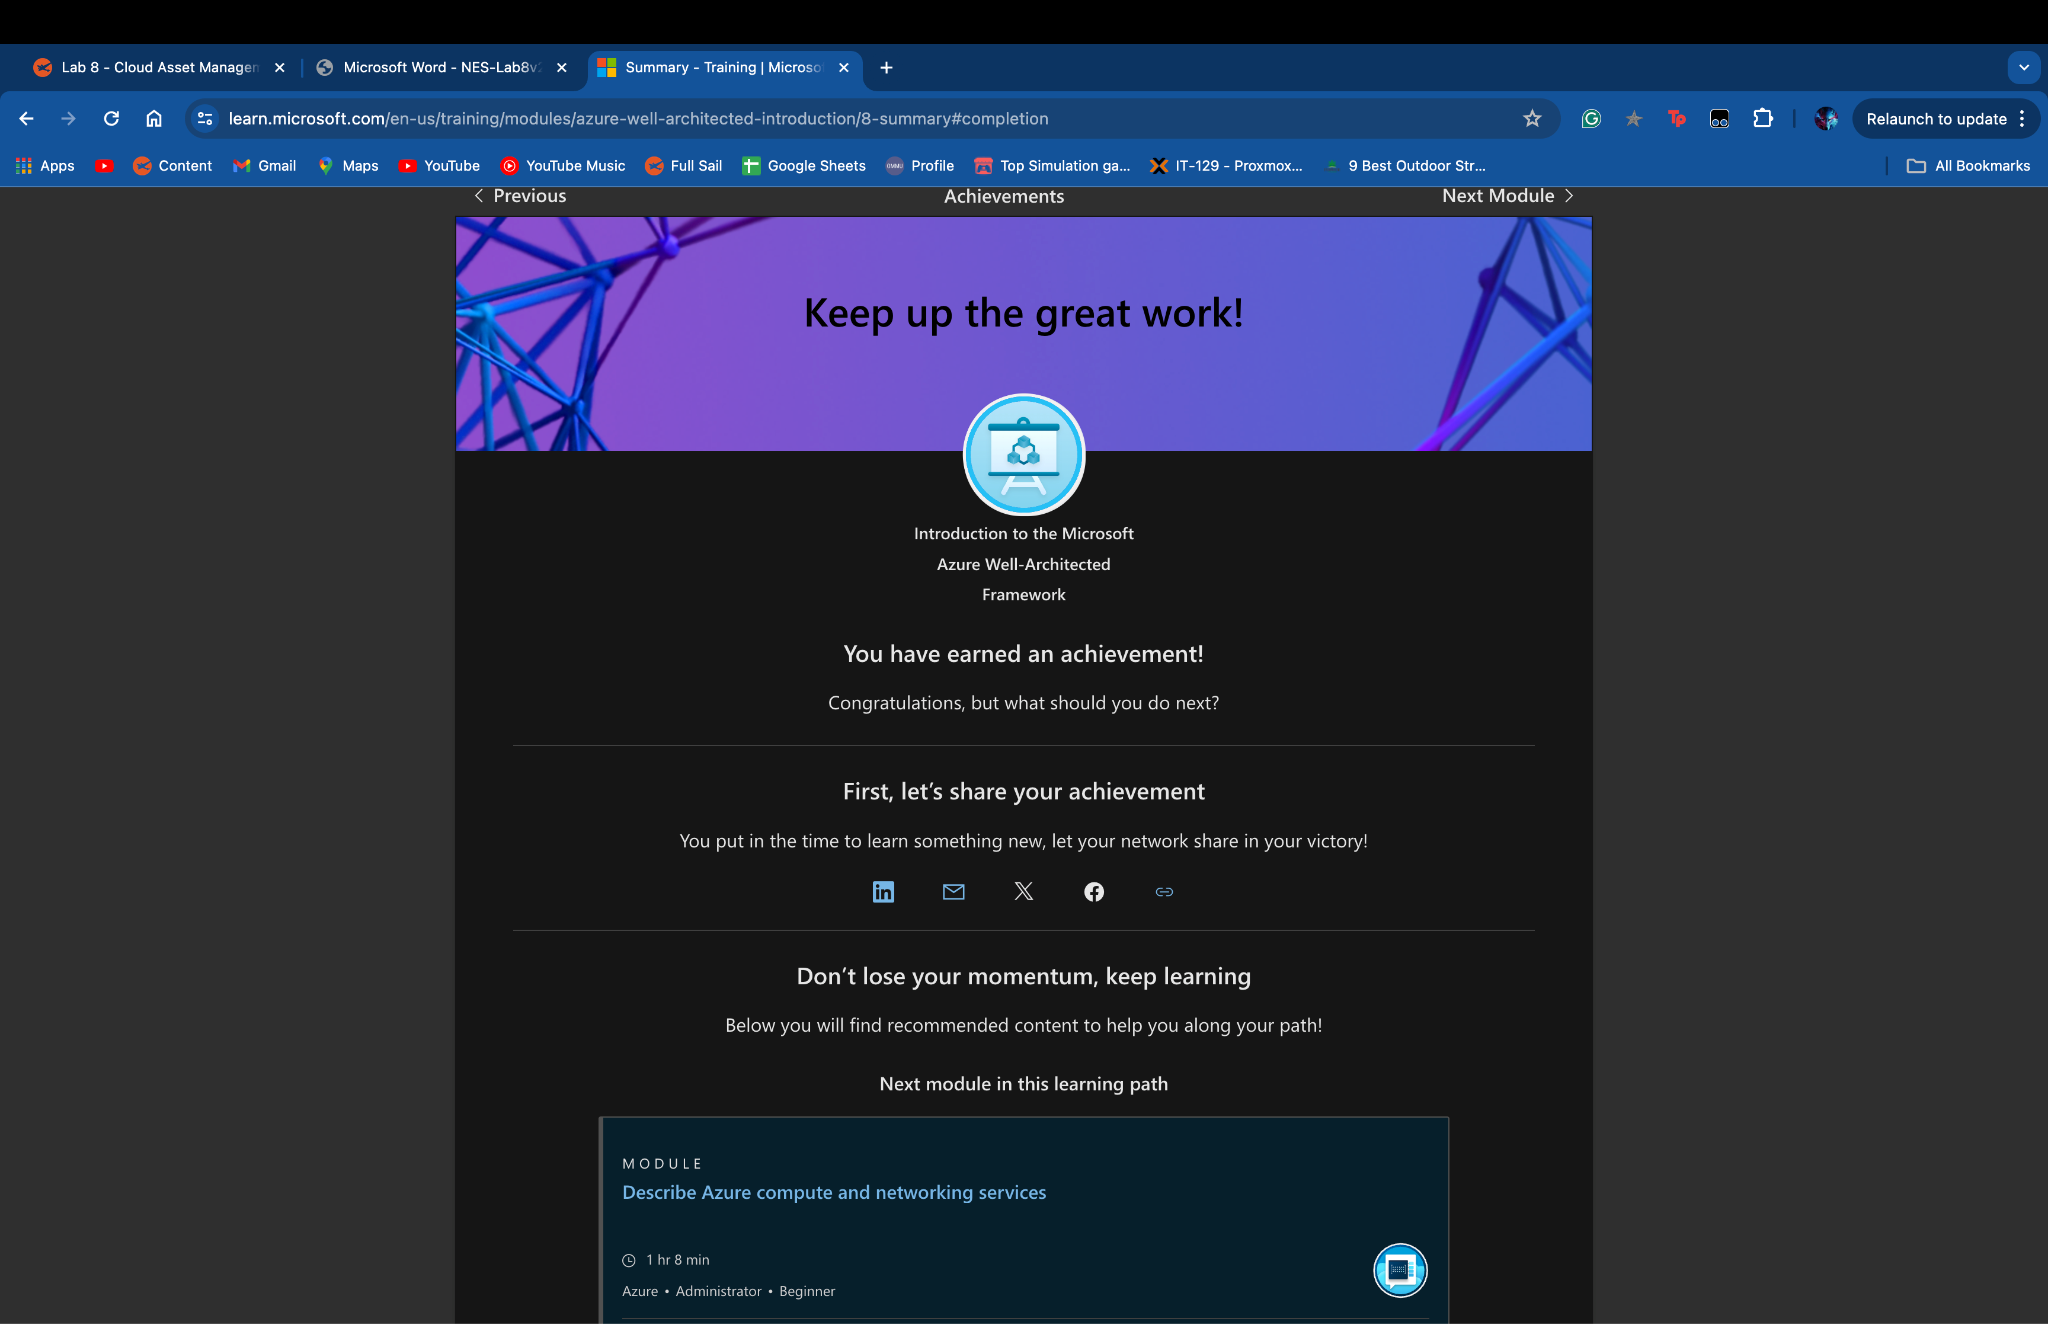 Lab 8 - Cloud Asset Managem
Microsoft Word - NES-Lab8v2
Summary - Training | Microso
learn.microsoft.com/en-us/training/modules/azure-well-architected-introduction/8-summary#completion
Relaunch to update
Apps
Content
Gmail
Maps
YouTube
YouTube Music
Full Sail
Google Sheets
Profile
Top Simulation ga...
IT-129 - Proxmox...
9 Best Outdoor Str...
All Bookmarks
Previous
Achievements
Next Module
Keep up the great work!
Introduction to the Microsoft
Azure Well-Architected
Framework
You have earned an achievement!
Congratulations, but what should you do next?
First, let’s share your achievement
You put in the time to learn something new, let your network share in your victory!
Don’t lose your momentum, keep learning
Below you will find recommended content to help you along your path!
Next module in this learning path
MODULE
Describe Azure compute and networking services
1 hr 8 min
Azure • Administrator • Beginner